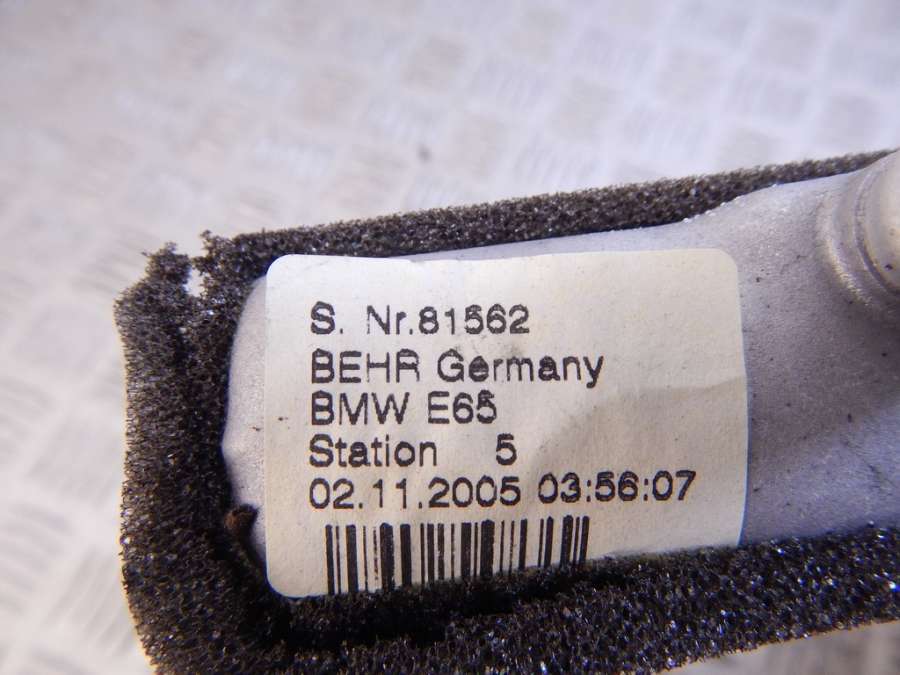 S. Nr.81562
BEHR Germany
BMW E65
Station 5
02.11.2005 03:56:07